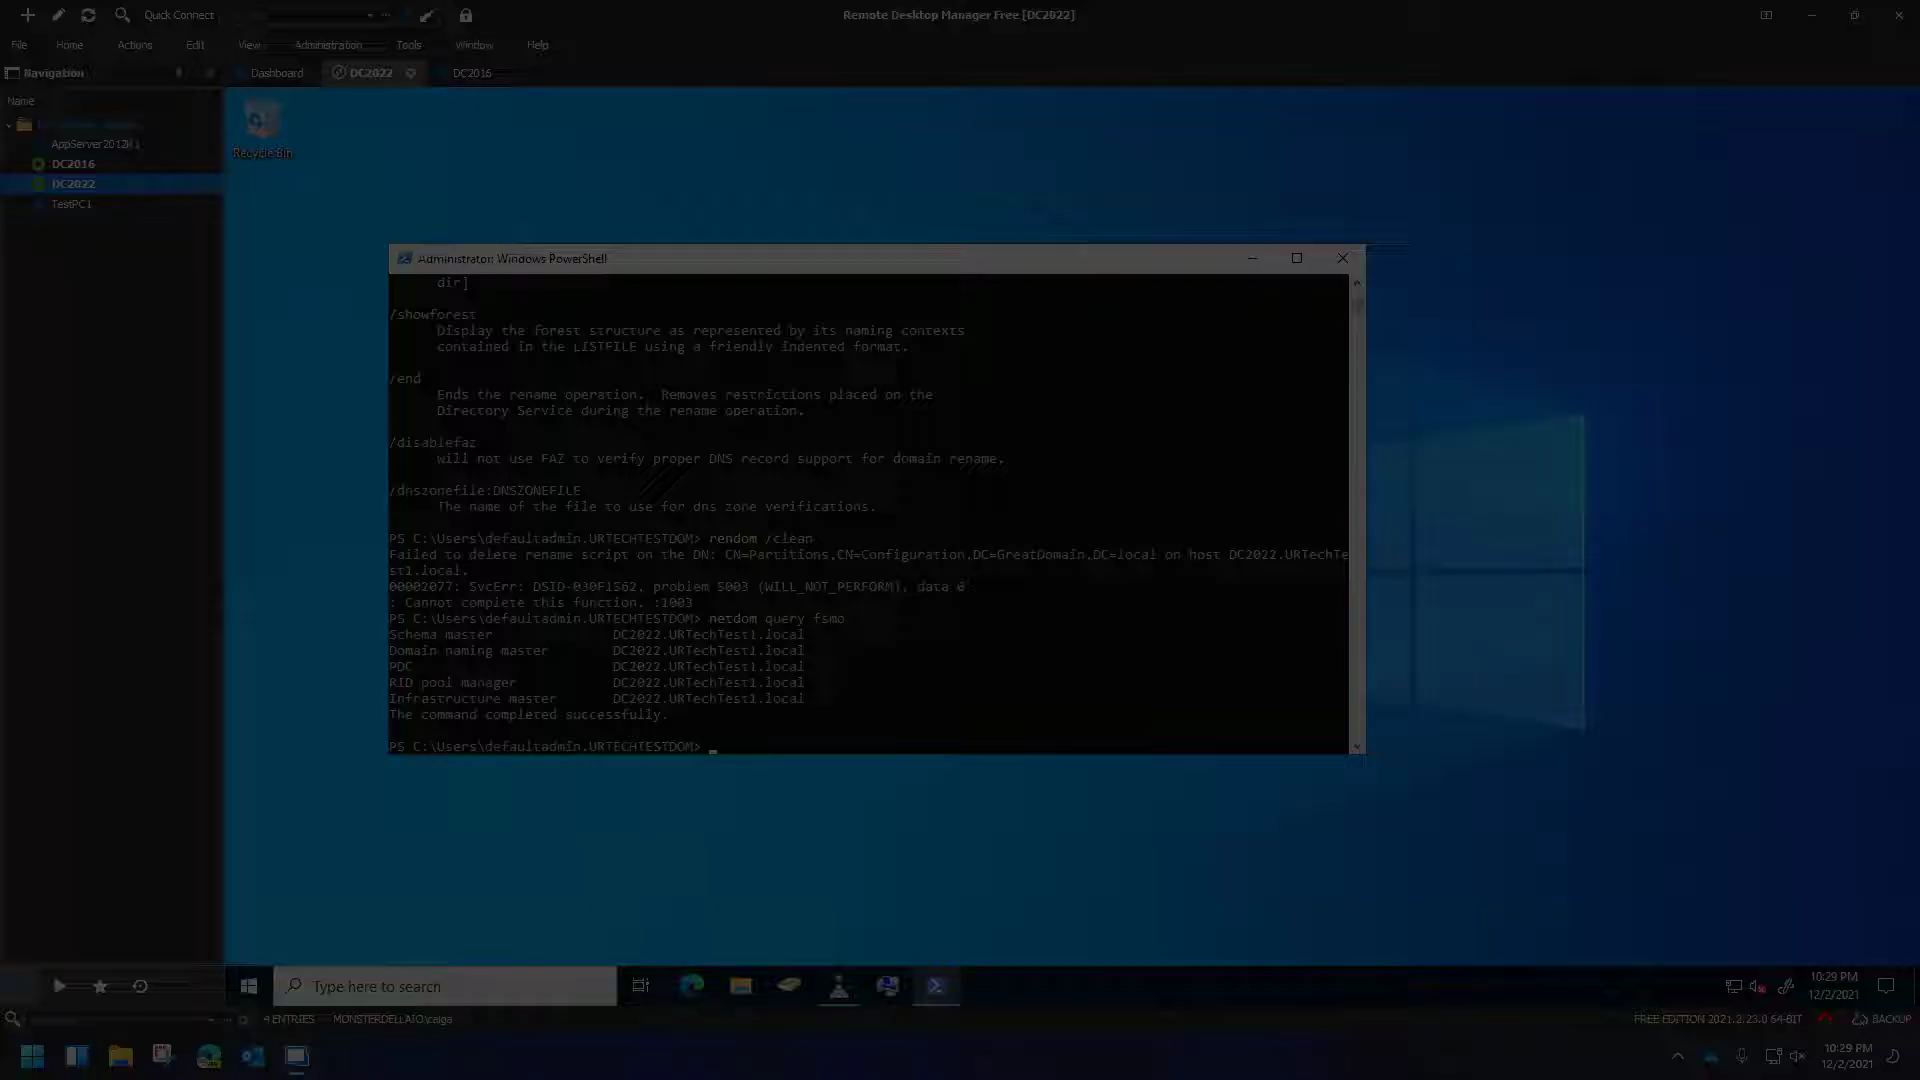 Quick Connect
Remote Desktop Manager Free [DC2022]
File Home Actions Edit View Administration Tools Window Help
Navigation
Dashboard DC2022 DC2016
Name
DC2016
DC2022
TestPC1
Recycle Bin
Administrator: Windows PowerShell
dir]
/showforest
Display the forest structure as represented by its naming contexts
contained in the LISTFILE using a friendly indented format.
/end
Ends the rename operation.  Removes restrictions placed on the
Directory Service during the rename operation.
/disablefaz
will not use FAZ to verify proper DNS record support for domain rename.
/dnszonefile:DNSZONEFILE
The name of the file to use for dns zone verifications.
PS C:\Users\defaultadmin.URTECHTESTDOM> rendom /clean
Failed to delete rename script on the DN: CN=Partitions,CN=Configuration,DC=GreatDomain,DC=local on host DC2022.URTechTe
st1.local.
00002077: SvcErr: DSID-030F1562, problem 5003 (WILL_NOT_PERFORM), data 0
: Cannot complete this function. :1003
PS C:\Users\defaultadmin.URTECHTESTDOM> netdom query fsmo
Schema master DC2022.URTechTest1.local
Domain naming master DC2022.URTechTest1.local
PDC DC2022.URTechTest1.local
RID pool manager DC2022.URTechTest1.local
Infrastructure master DC2022.URTechTest1.local
The command completed successfully.
PS C:\Users\defaultadmin.URTECHTESTDOM>
Type here to search
10:29 PM
12/2/2021
4 ENTRIES MONSTERDELLAIO\caiga
FREE EDITION 2021.2.23.0 64-BIT BACKUP
10:29 PM
12/2/2021